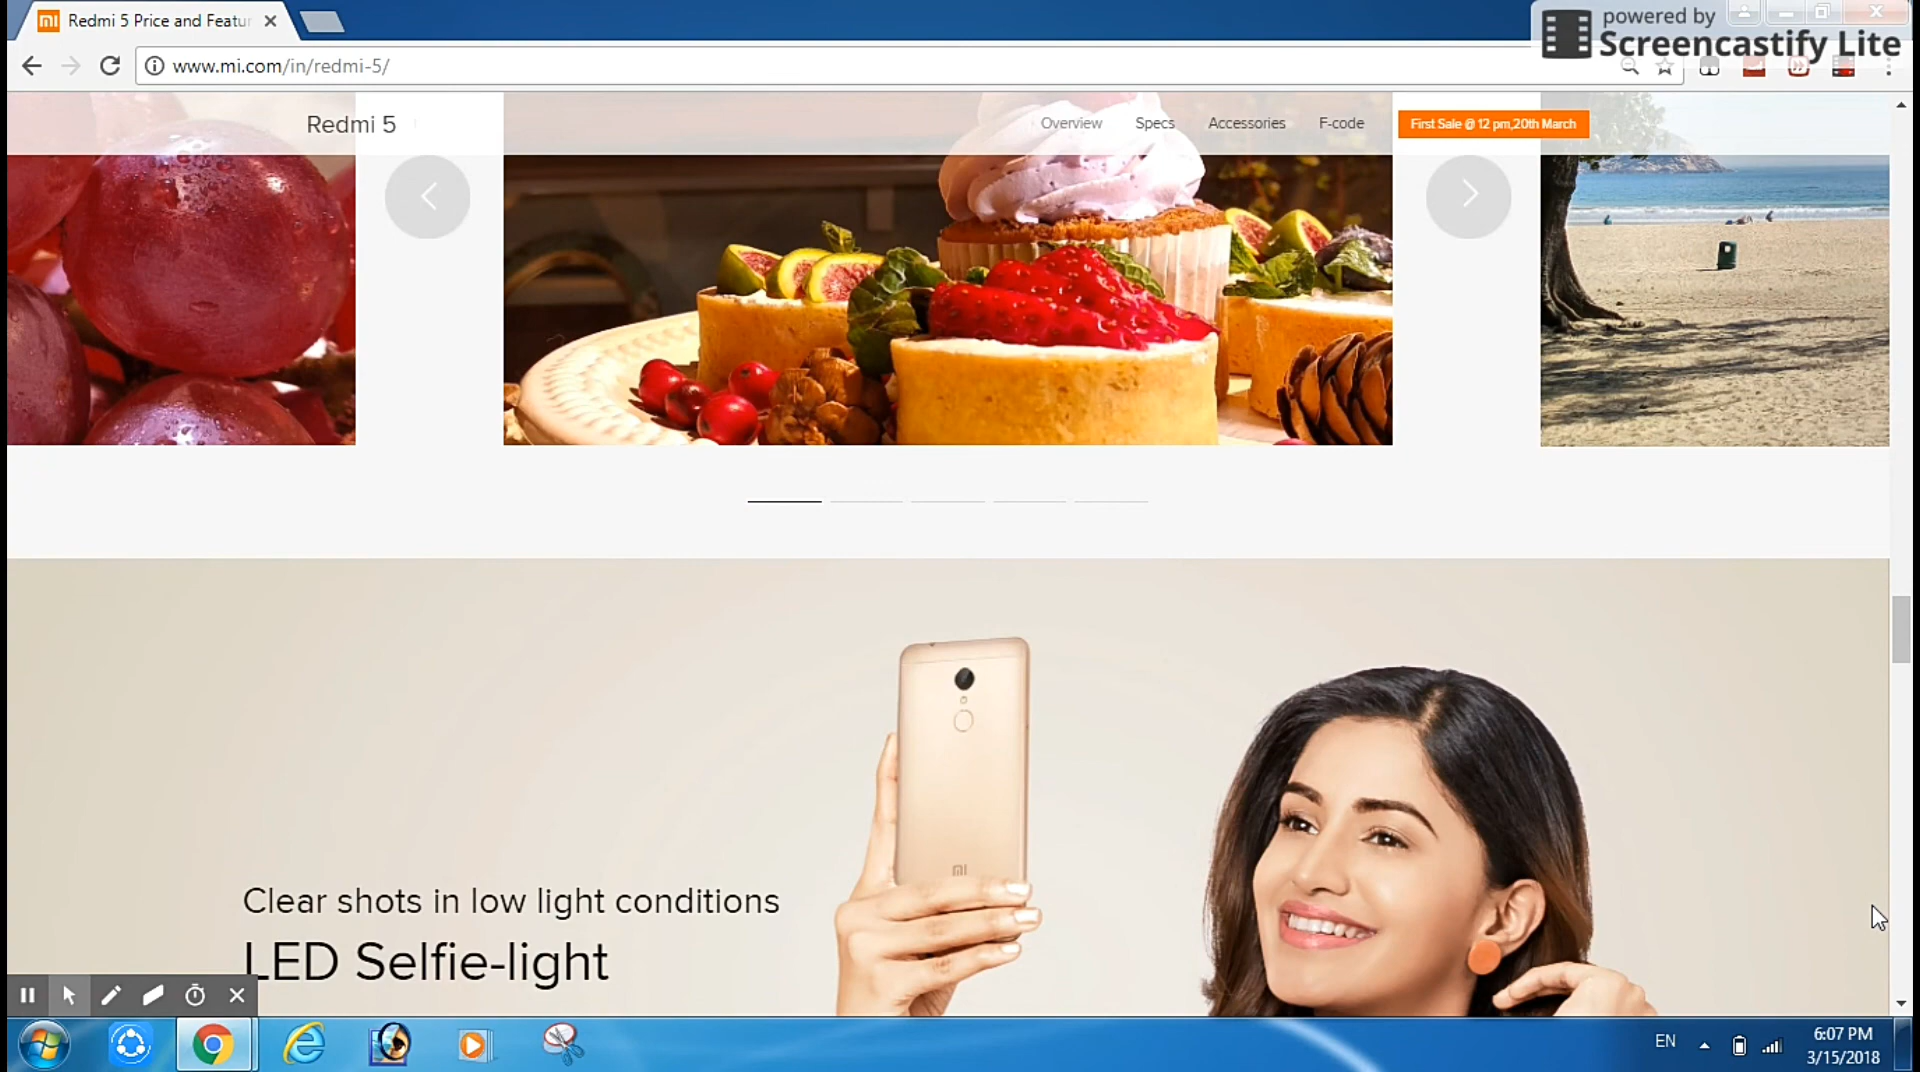 Redmi 5 Price and Featur
powered by
Screencastify Lite
www.mi.com/in/redmi-5/
Redmi 5
Overview
Specs
Accessories
F-code
First Sale @ 12 pm,20th March
Clear shots in low light conditions
LED Selfie-light
EN
6:07 PM
3/15/2018